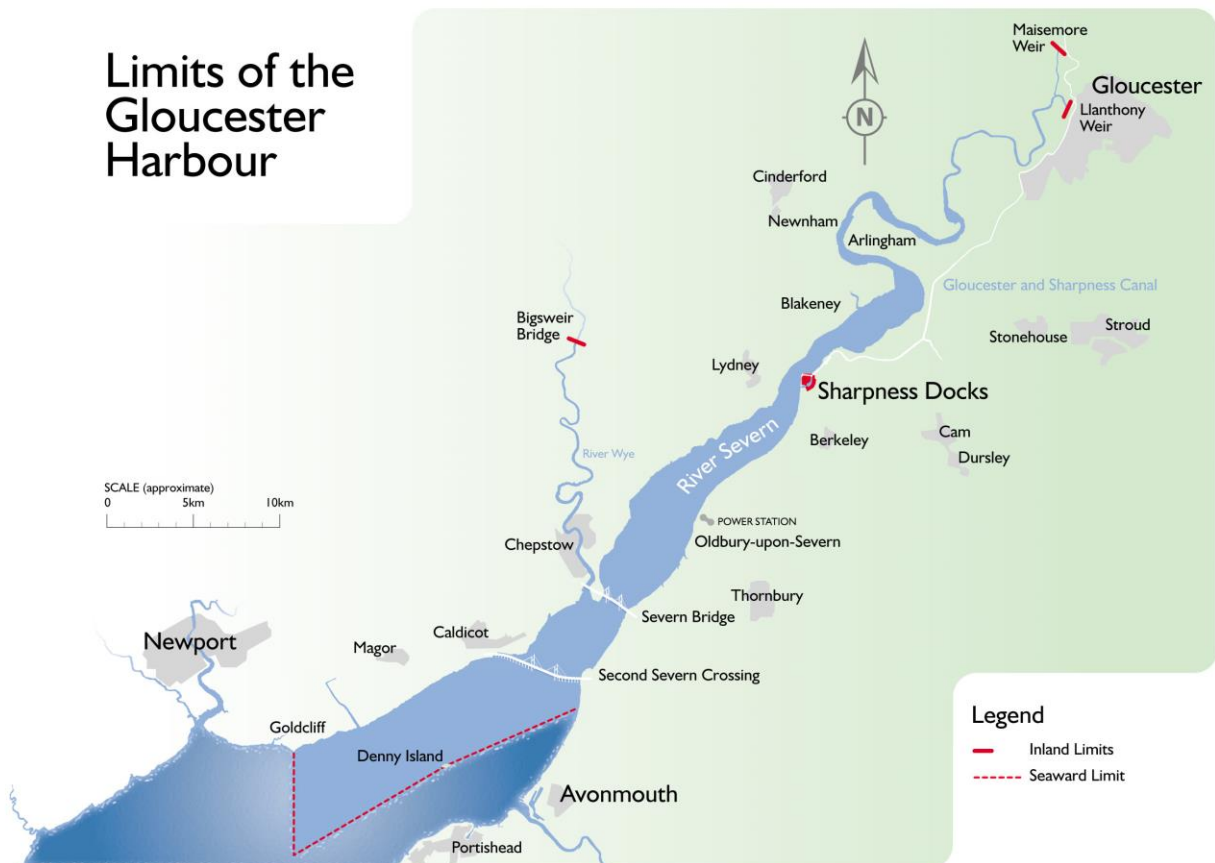 Limits of the
Gloucester
Harbour
Maisemore
Weir
Gloucester
Llanthony
Weir
N
Cinderford
Newnham
Arlingham
Gloucester and Sharpness Canal
Blakeney
Bigsweir
Bridge
Stonehouse
Stroud
Lydney
Sharpness Docks
River Severn
Berkeley
Cam
Dursley
River Wye
SCALE (approximate)
0 5km 10km
POWER STATION
Oldbury-upon-Severn
Chepstow
Thornbury
Severn Bridge
Newport
Magor
Caldicot
Second Severn Crossing
Goldcliff
Denny Island
Avonmouth
Portishead
Legend
Inland Limits
Seaward Limit